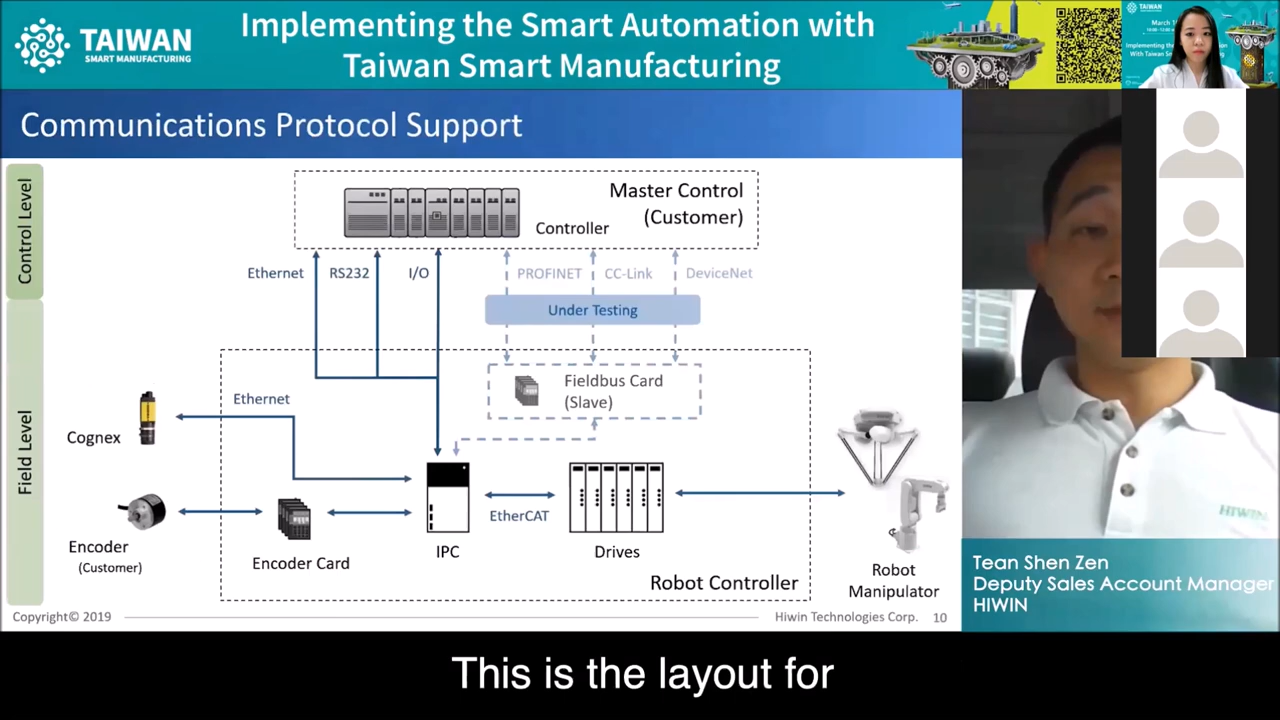 TAIWAN
SMART MANUFACTURING
Implementing the Smart Automation with
Taiwan Smart Manufacturing
TAIWAN
Communications Protocol Support
Control Level
Master Control
(Customer)
Controller
Ethernet
RS232
I/O
PROFINET
CC-Link
DeviceNet
Under Testing
Field Level
Fieldbus Card
(Slave)
Ethernet
Cognex
Encoder
(Customer)
Encoder Card
IPC
EtherCAT
Drives
Robot Controller
Robot
Manipulator
Copyright© 2019
Hiwin Technologies Corp.
10
HIWIN
Tean Shen Zen
Deputy Sales Account Manager
HIWIN
This is the layout for